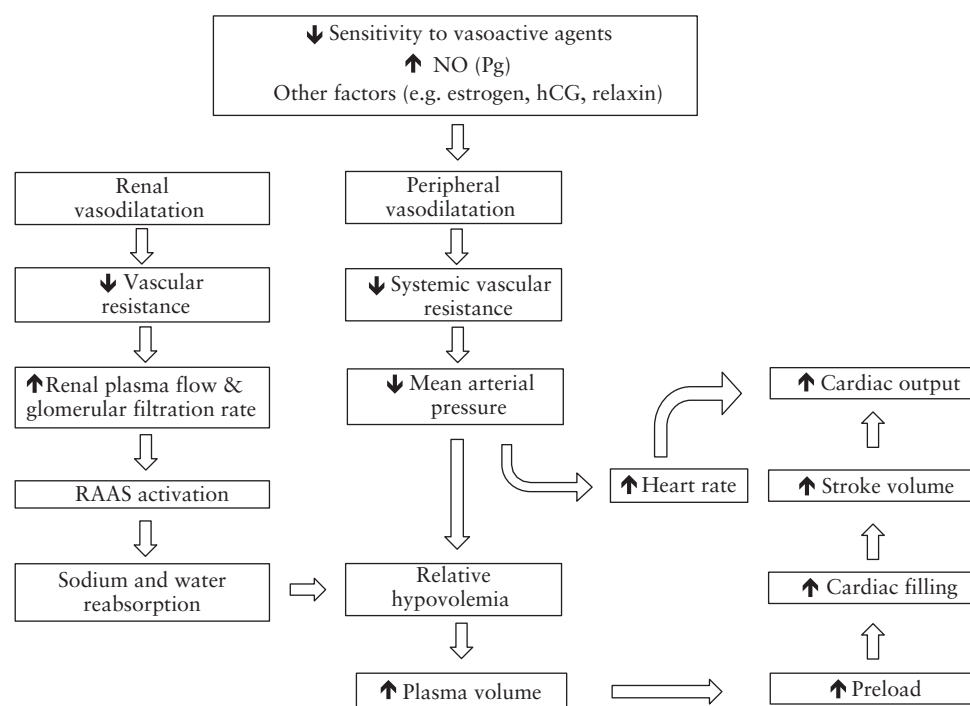 ↓ Sensitivity to vasoactive agents
↑ NO (Pg)
Other factors (e.g. estrogen, hCG, relaxin)
Renal
vasodilatation
↓ Vascular
resistance
↑ Renal plasma flow &
glomerular filtration rate
RAAS activation
Sodium and water
reabsorption
Peripheral
vasodilatation
↓ Systemic vascular
resistance
↓ Mean arterial
pressure
Relative
hypovolemia
↑ Plasma volume
↑ Heart rate
↑ Cardiac output
↑ Stroke volume
↑ Cardiac filling
↑ Preload